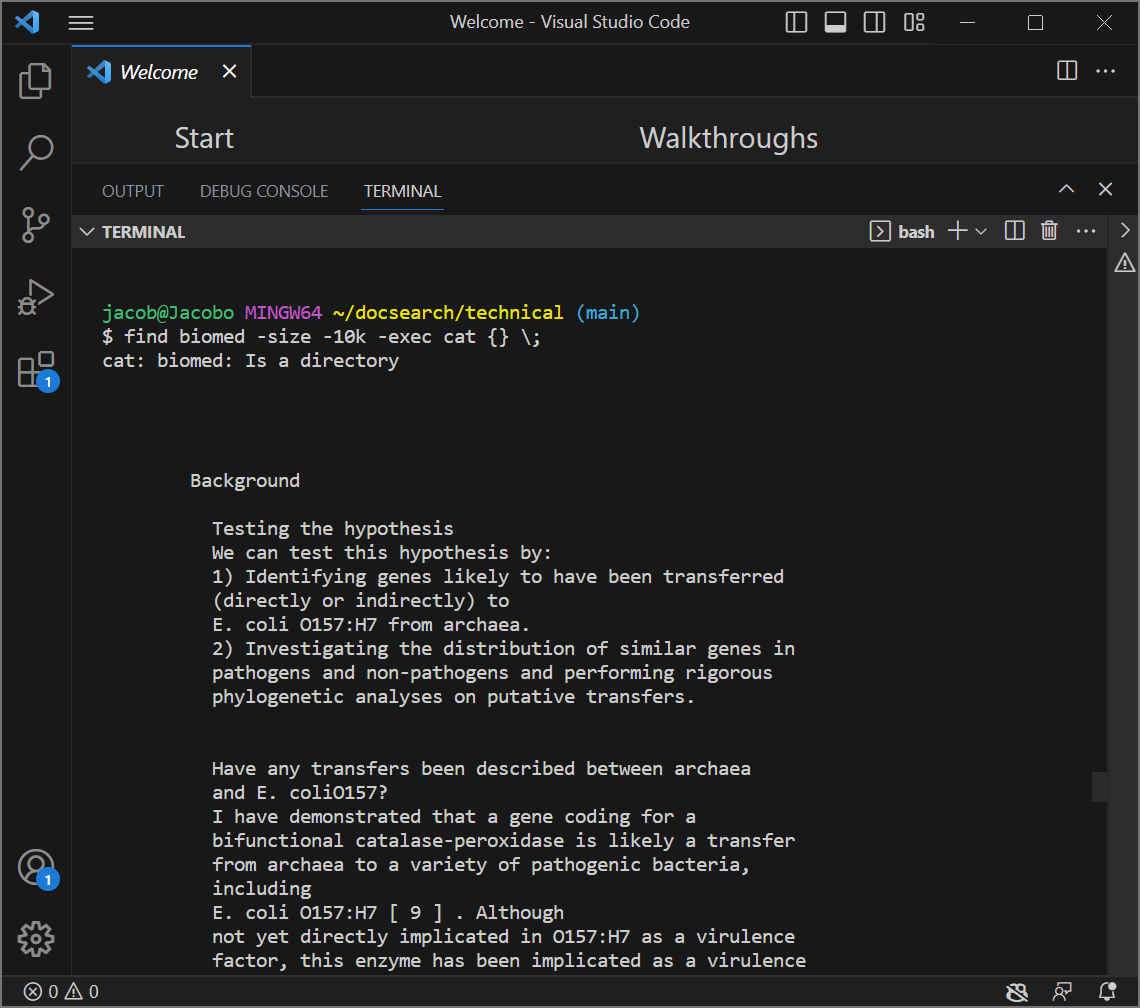 Welcome - Visual Studio Code
Welcome
Start
Walkthroughs
OUTPUT DEBUG CONSOLE TERMINAL
TERMINAL
bash
jacob@Jacobo MINGW64 ~/docsearch/technical (main)
$ find biomed -size -10k -exec cat {} \;
cat: biomed: Is a directory
Background
Testing the hypothesis
We can test this hypothesis by:
1) Identifying genes likely to have been transferred
(directly or indirectly) to
E. coli O157:H7 from archaea.
2) Investigating the distribution of similar genes in
pathogens and non-pathogens and performing rigorous
phylogenetic analyses on putative transfers.
Have any transfers been described between archaea
and E. coliO157?
I have demonstrated that a gene coding for a
bifunctional catalase-peroxidase is likely a transfer
from archaea to a variety of pathogenic bacteria,
including
E. coli O157:H7 [ 9 ] . Although
not yet directly implicated in O157:H7 as a virulence
factor, this enzyme has been implicated as a virulence
1
1
0 0